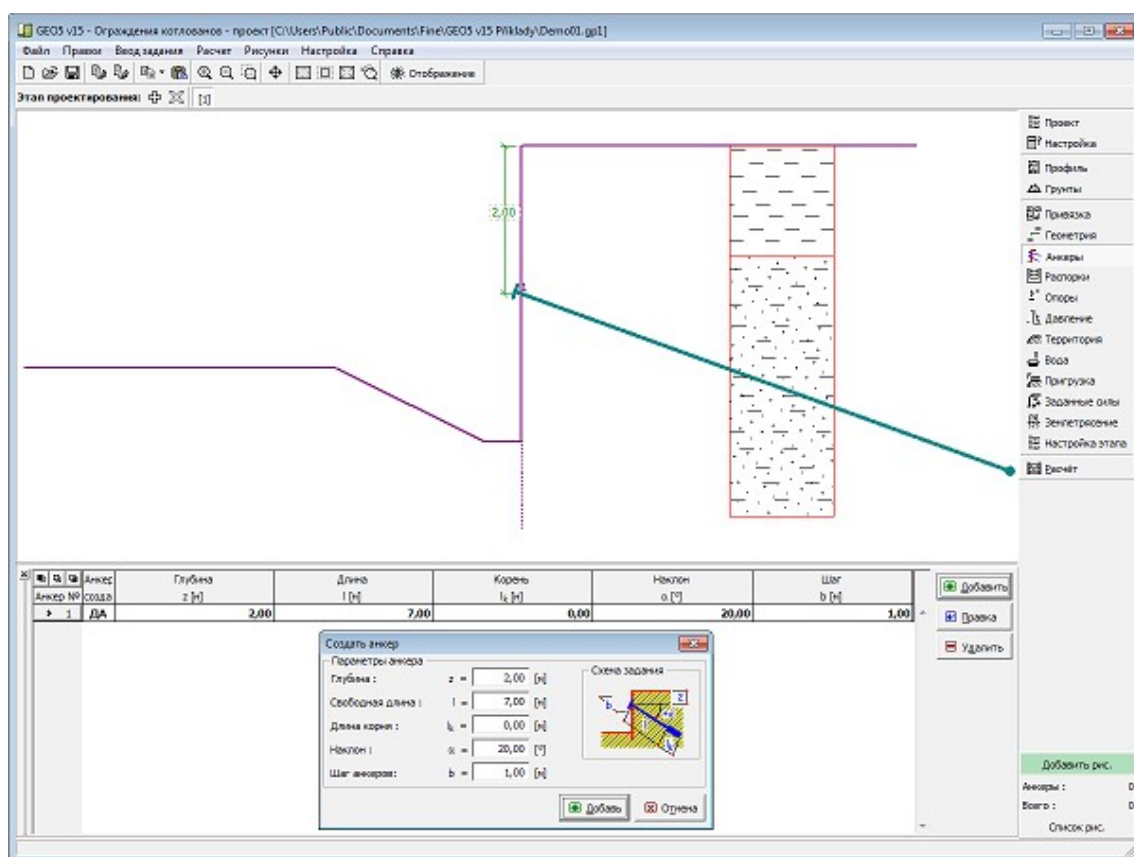 GEO5 v15 - Ограждения котлованов - проект [C:\Users\Public\Documents\Fine\GEO5 v15 Příklady\Demo01.gp1]
Файл Правки Ввод задания Расчет Рисунки Настройка Справка
Отображение
Этап проектирования: [1]
Проект
Настройка
Профиль
Грунты
Привязка
Геометрия
Анкеры
Распорки
Опоры
Давление
Территория
Вода
Пригрузка
Заданные силы
Землетрясение
Настройка этапа
Расчёт
2,00
Анкер Глубина Длина Корень Наклон Шаг
Анкер № созда z [м] l [м] lk [м] α [°] b [м]
1 ДА 2,00 7,00 0,00 20,00 1,00
Добавить
Правка
Удалить
Создать анкер
Параметры анкера
Глубина : z = 2,00 [м]
Свободная длина : l = 7,00 [м]
Длина корня : lk = 0,00 [м]
Наклон : α = 20,00 [°]
Шаг анкеров: b = 1,00 [м]
Схема задания
b z +α l lk
Добавь Отмена
Добавить рис.
Анкеры : 0
Всего : 0
Список рис.